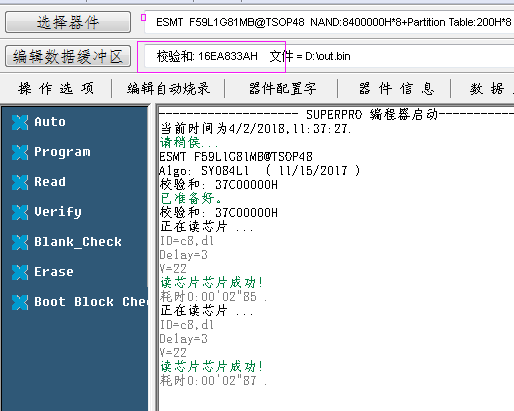 选择器件 ESMT F59L1G81MB@TSOP48 NAND:8400000H*8+Partition Table:200H*8
编辑数据缓冲区 校验和: 16EA833AH 文件 = D:\out.bin
操 作 选 项 编辑自动烧录 器件配置字 器 件 信 息 数 据
Auto
Program
Read
Verify
Blank_Check
Erase
Boot Block Che
-------------------- SUPERPRO 编程器启动-----------
当前时间为4/2/2018,11:37:27.
请稍侯...
ESMT F59L1G81MB@TSOP48
Algo: SY084L1 ( 11/15/2017 )
校验和: 37C00000H
已准备好。
校验和: 37C00000H
正在读芯片 ...
ID=c8,d1
Delay=3
V=22
读芯片芯片成功!
耗时0:00'02"85 .
正在读芯片 ...
ID=c8,d1
Delay=3
V=22
读芯片芯片成功!
耗时0:00'02"87 .